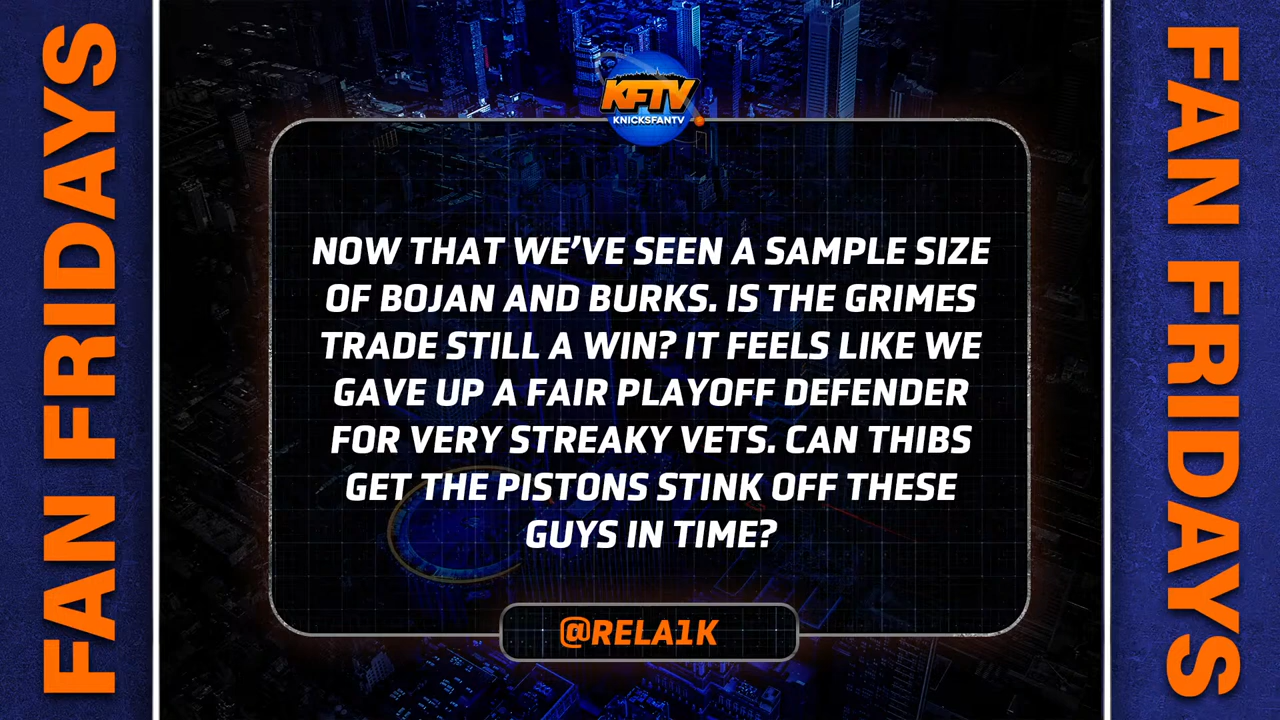 FAN FRIDAYS
KFTV
KNICKSFANTV
NOW THAT WE’VE SEEN A SAMPLE SIZE
OF BOJAN AND BURKS. IS THE GRIMES
TRADE STILL A WIN? IT FEELS LIKE WE
GAVE UP A FAIR PLAYOFF DEFENDER
FOR VERY STREAKY VETS. CAN THIBS
GET THE PISTONS STINK OFF THESE
GUYS IN TIME?
@RELA1K
FAN FRIDAYS